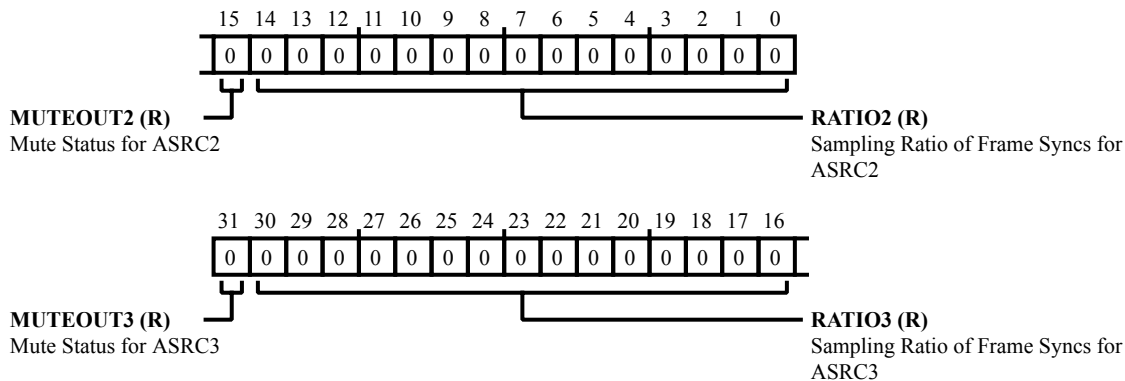 15 14 13 12 11 10 9 8 7 6 5 4 3 2 1 0
0 0 0 0 0 0 0 0 0 0 0 0 0 0 0 0
MUTEOUT2 (R)
Mute Status for ASRC2
RATIO2 (R)
Sampling Ratio of Frame Syncs for
ASRC2
31 30 29 28 27 26 25 24 23 22 21 20 19 18 17 16
0 0 0 0 0 0 0 0 0 0 0 0 0 0 0 0
MUTEOUT3 (R)
Mute Status for ASRC3
RATIO3 (R)
Sampling Ratio of Frame Syncs for
ASRC3